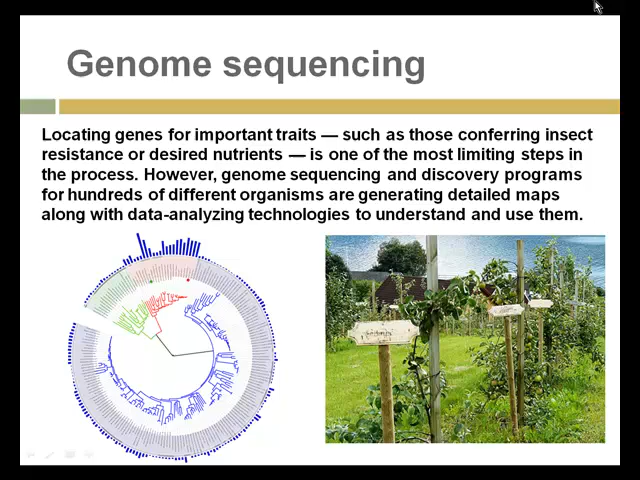 Genome sequencing
Locating genes for important traits — such as those conferring insect
resistance or desired nutrients — is one of the most limiting steps in
the process. However, genome sequencing and discovery programs
for hundreds of different organisms are generating detailed maps
along with data-analyzing technologies to understand and use them.